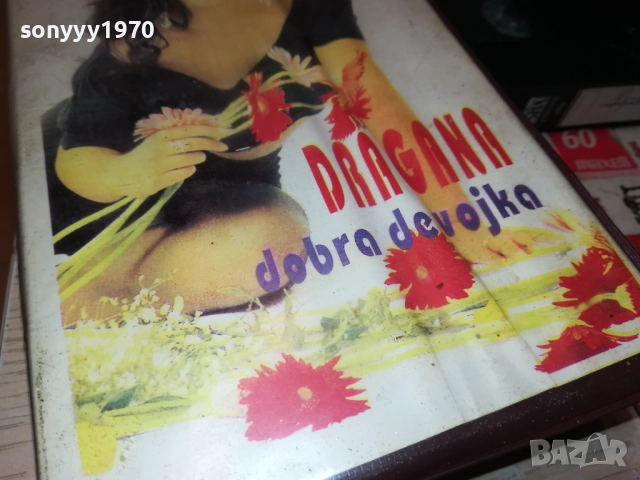 sonyyy1970
DRAGANA
dobra devojka
60
BAZAR